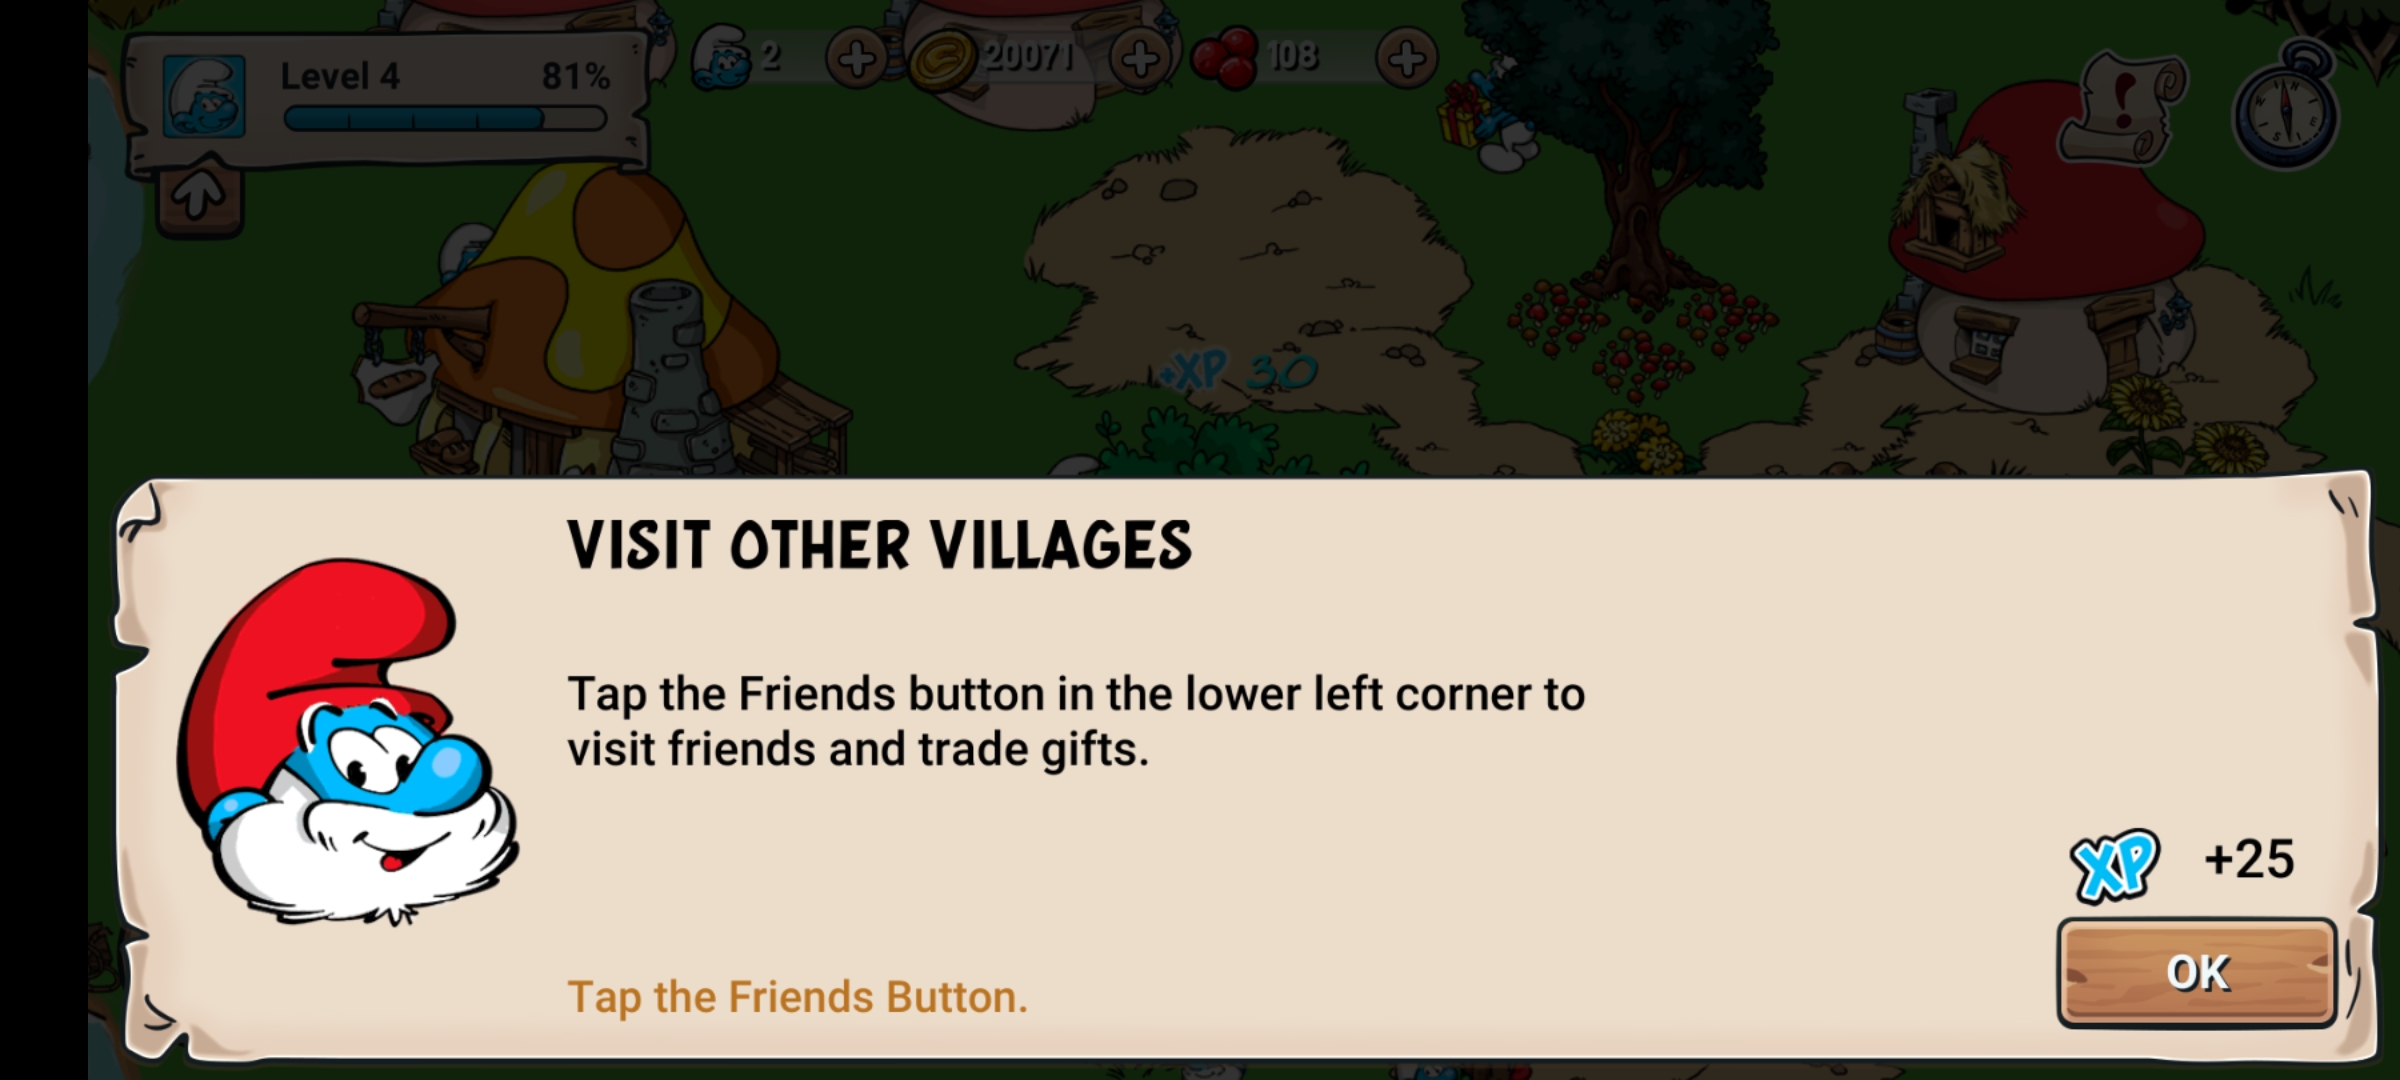 Level 4 81%
2
20071
108
+XP 30
VISIT OTHER VILLAGES
Tap the Friends button in the lower left corner to
visit friends and trade gifts.
XP +25
Tap the Friends Button.
OK